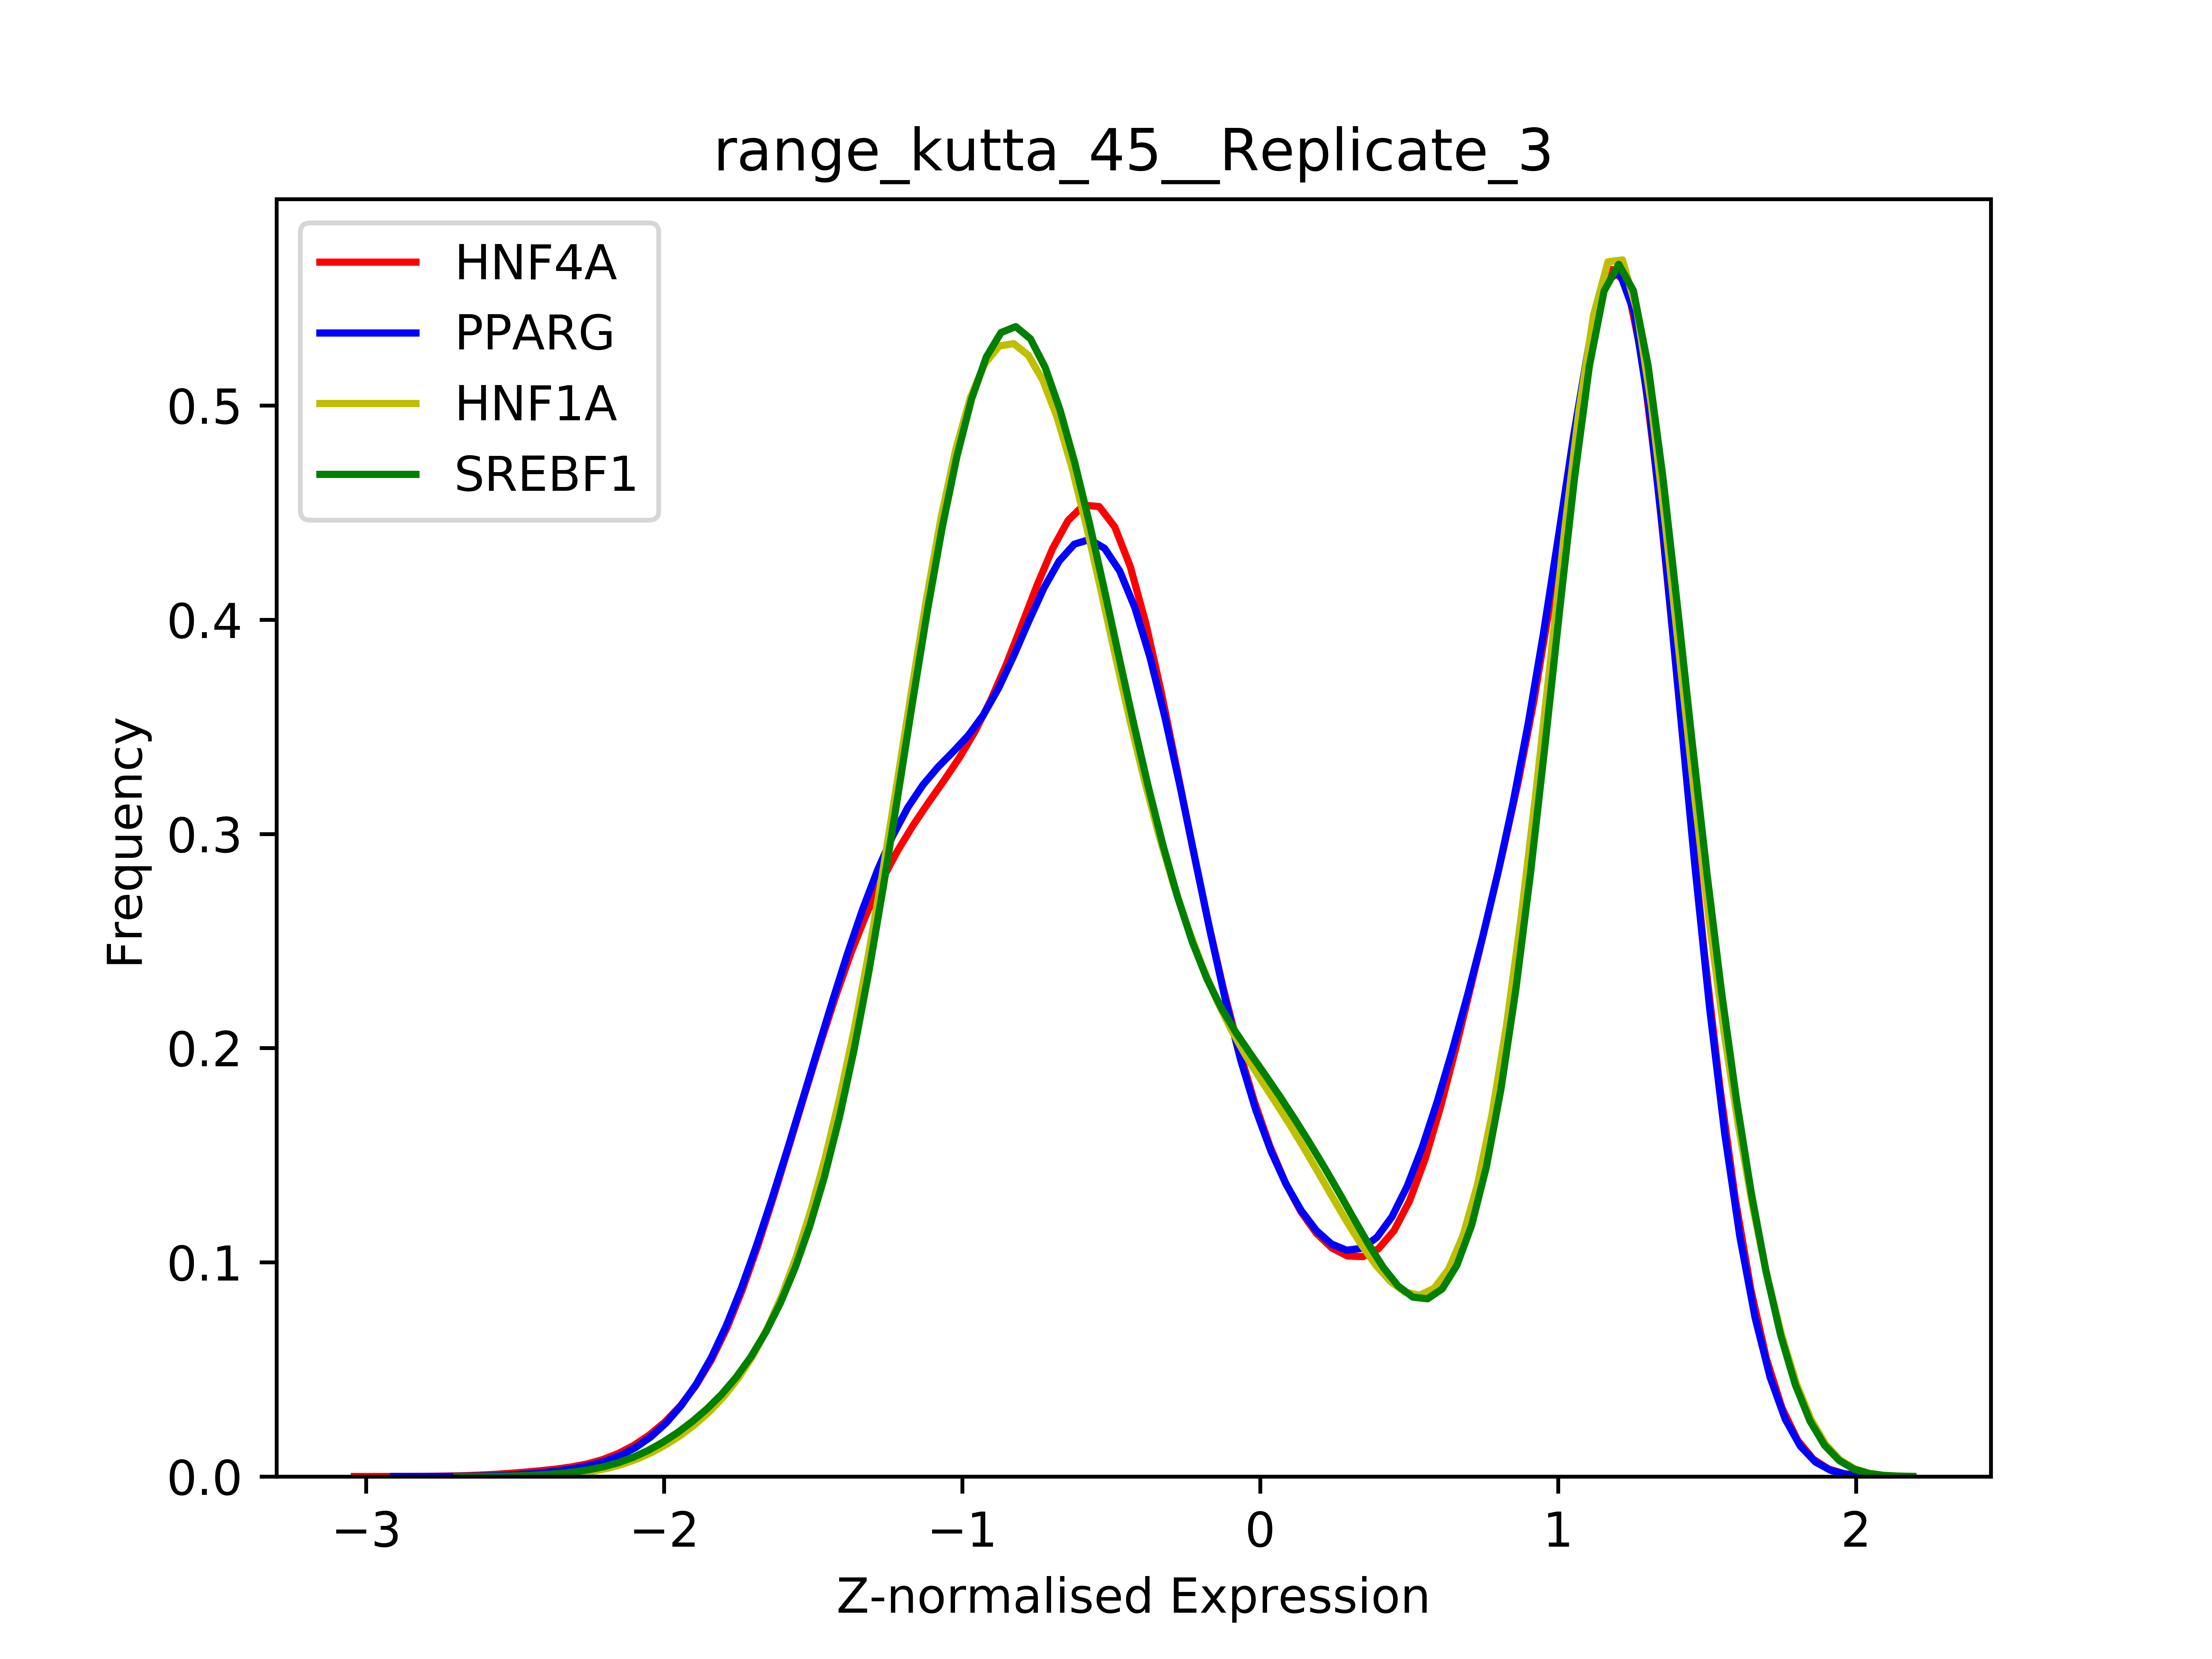 range_kutta_45__Replicate_3
HNF4A
PPARG
HNF1A
SREBF1
0.5
0.4
0.3
0.2
0.1
0.0
Frequency
−3 −2 −1 0 1 2
Z-normalised Expression